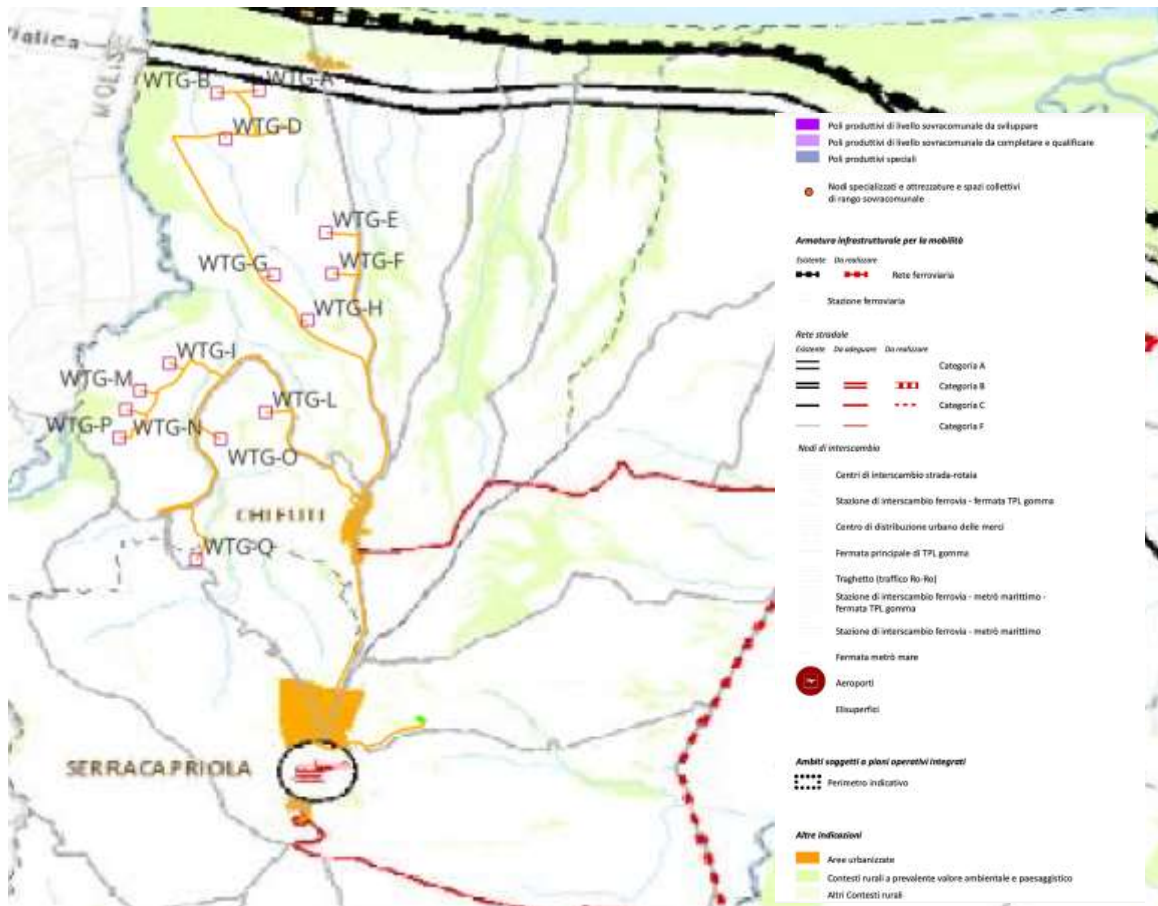 MOLISE
WTG-B
WTG-A
WTG-D
WTG-E
WTG-G
WTG-F
WTG-H
WTG-I
WTG-M
WTG-L
WTG-P
WTG-N
WTG-O
CHIEUTI
WTG-Q
SERRACAPRIOLA
Poli produttivi di livello sovracomunale da sviluppare
Poli produttivi di livello sovracomunale da completare e qualificare
Poli produttivi speciali
Nodi specializzati e attrezzature e spazi collettivi
di rango sovracomunale
Armatura infrastrutturale per la mobilità
Esistente Da realizzare
Rete ferroviaria
Stazione ferroviaria
Rete stradale
Esistente Da adeguare Da realizzare
Categoria A
Categoria B
Categoria C
Categoria F
Nodi di interscambio
Centri di interscambio strada-rotaia
Stazione di interscambio ferrovia - fermata TPL gomma
Centro di distribuzione urbano delle merci
Fermata principale di TPL gomma
Traghetto (traffico Ro-Ro)
Stazione di interscambio ferrovia - metrò marittimo -
fermata TPL gomma
Stazione di interscambio ferrovia - metrò marittimo
Fermata metrò mare
Aeroporti
Elisuperfici
Ambiti soggetti a piani operativi integrati
Perimetro indicativo
Altre indicazioni
Aree urbanizzate
Contesti rurali a prevalente valore ambientale e paesaggistico
Altri Contesti rurali